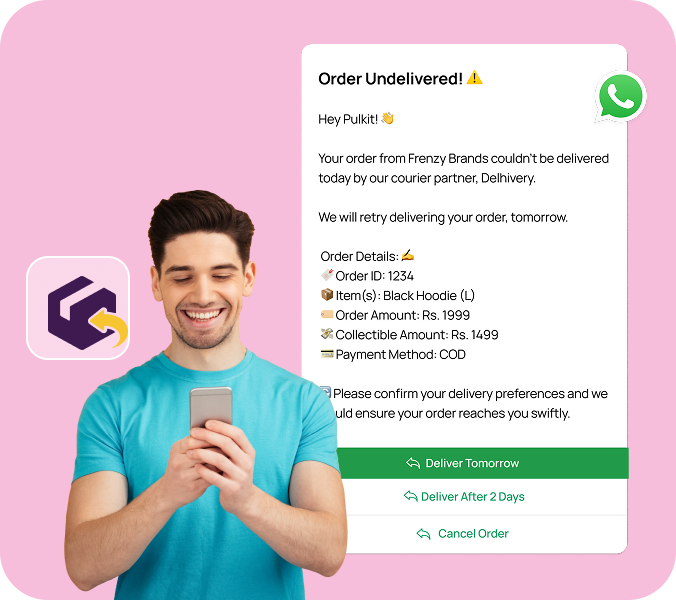 Order Undelivered! ⚠️
Hey Pulkit! 👋
Your order from Frenzy Brands couldn't be delivered
today by our courier partner, Delhivery.
We will retry delivering your order, tomorrow.
Order Details: ✍️
Order ID: 1234
📦 Item(s): Black Hoodie (L)
Order Amount: Rs. 1999
💸 Collectible Amount: Rs. 1499
💳 Payment Method: COD
Please confirm your delivery preferences and we
ensure your order reaches you swiftly.
Deliver Tomorrow
Deliver After 2 Days
Cancel Order